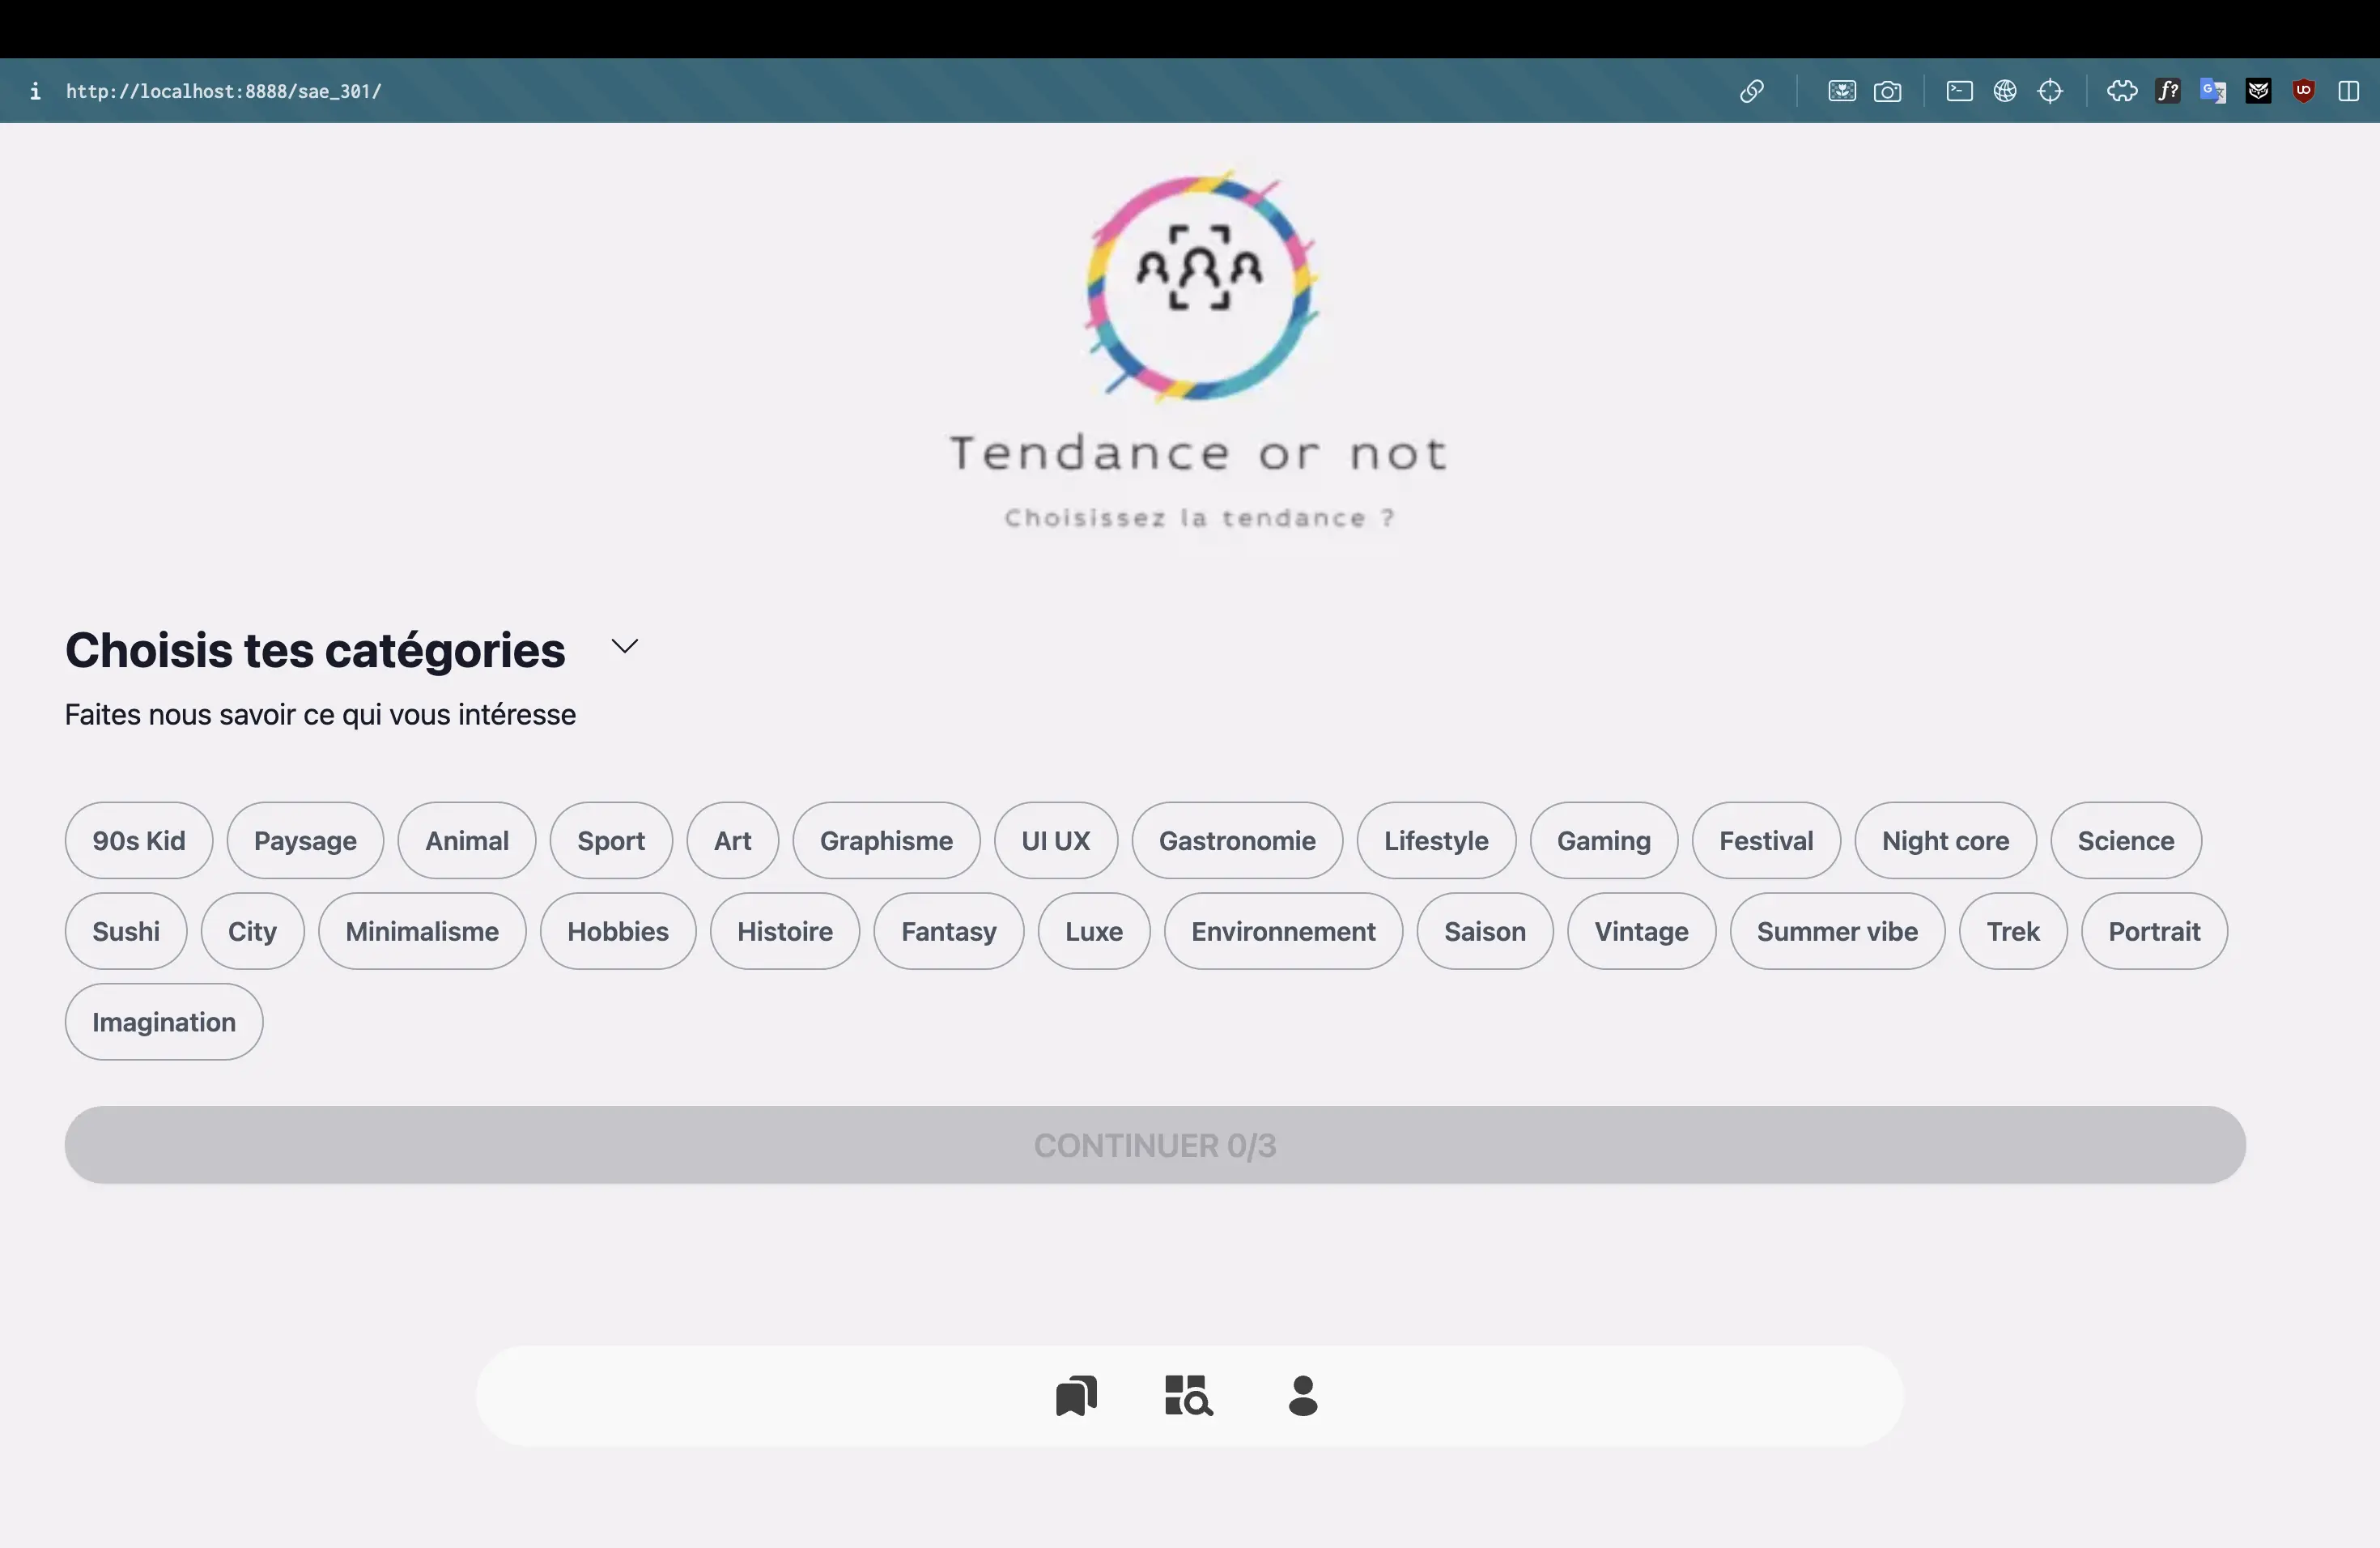 http://localhost:8888/sae_301/
Tendance or not
Choisissez la tendance ?
Choisis tes catégories
Faites nous savoir ce qui vous intéresse
90s Kid Paysage Animal Sport Art Graphisme UI UX Gastronomie Lifestyle Gaming Festival Night core Science
Sushi City Minimalisme Hobbies Histoire Fantasy Luxe Environnement Saison Vintage Summer vibe Trek Portrait
Imagination
CONTINUER 0/3